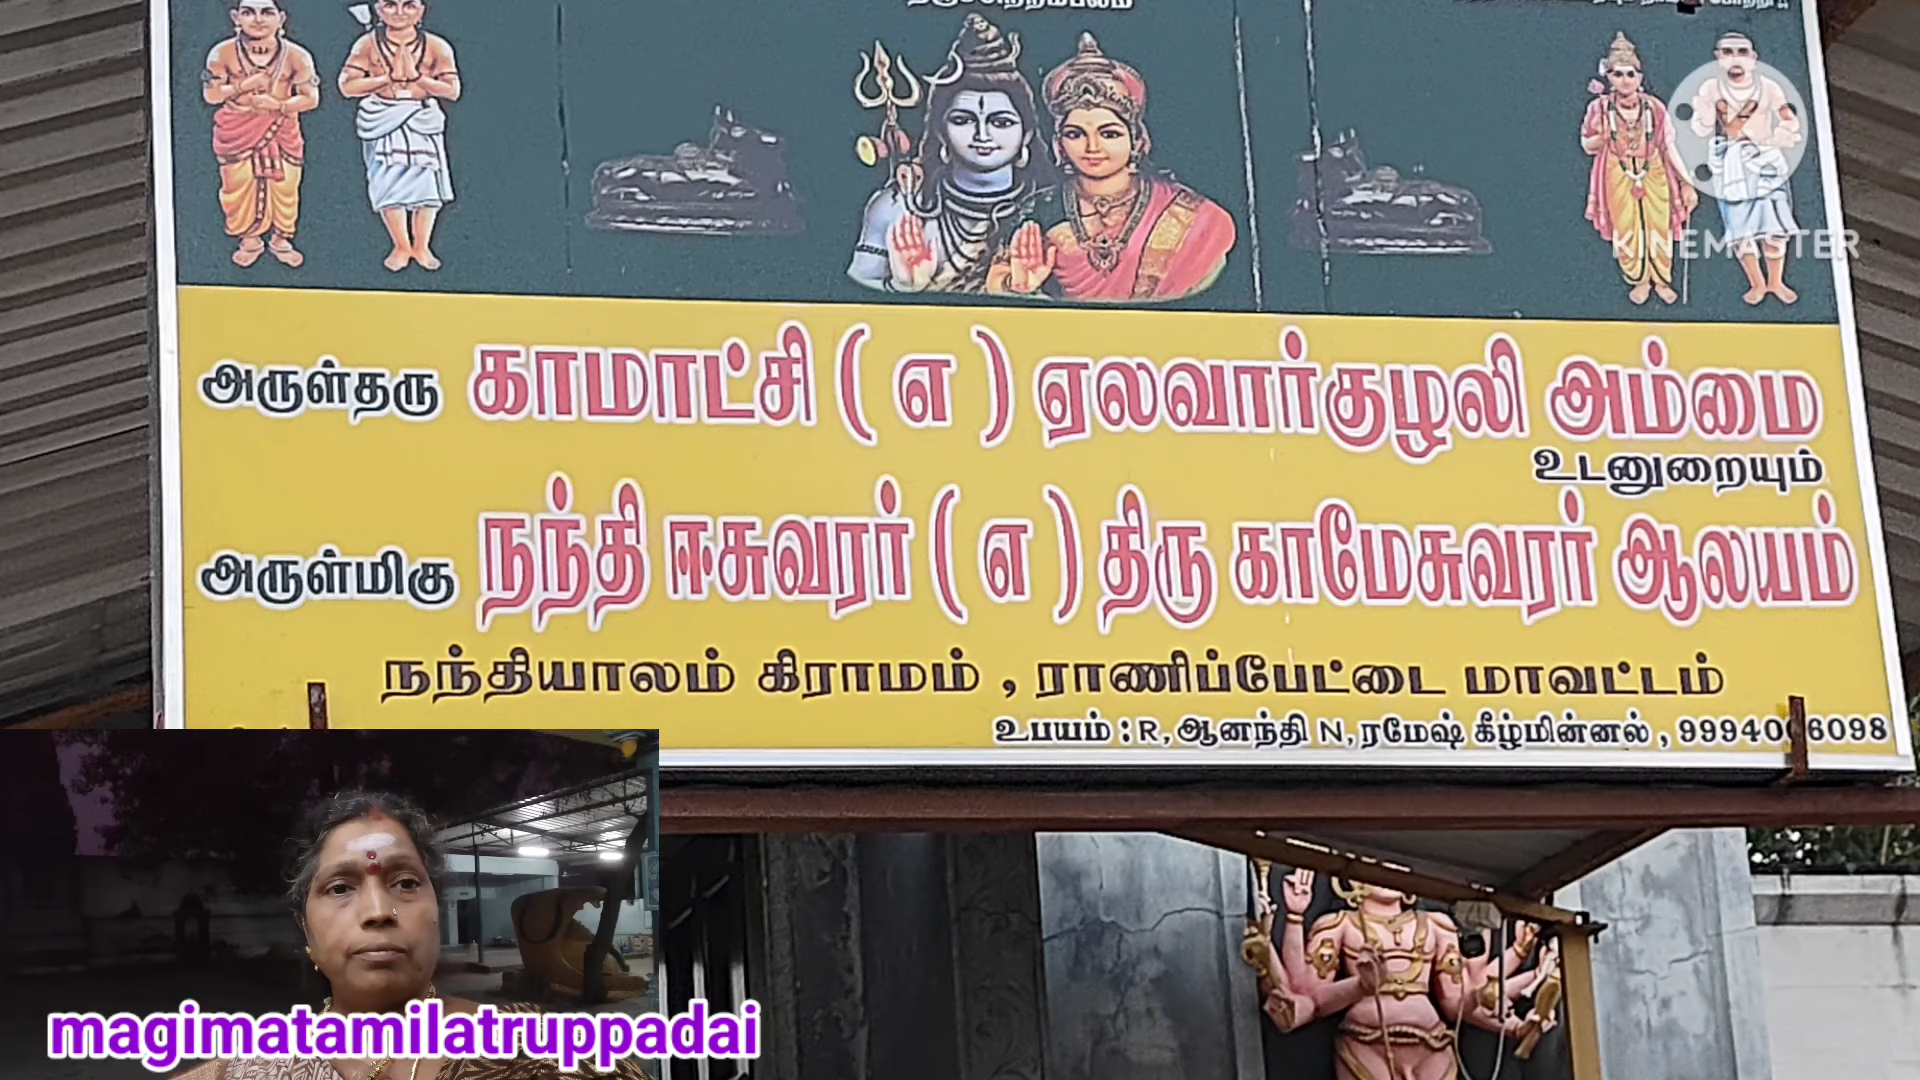 KINEMASTER
அருள்தரு காமாட்சி ( எ ) ஏலவார்குழலி அம்மை
உடனுறையும்
அருள்மிகு நந்தி ஈசுவரர் ( எ ) திரு காமேசுவரர் ஆலயம்
நந்தியாலம் கிராமம் , ராணிப்பேட்டை மாவட்டம்
உபயம் : R, ஆனந்தி N, ரமேஷ் கீழ்மின்னல் ,
magimatamilatruppadai